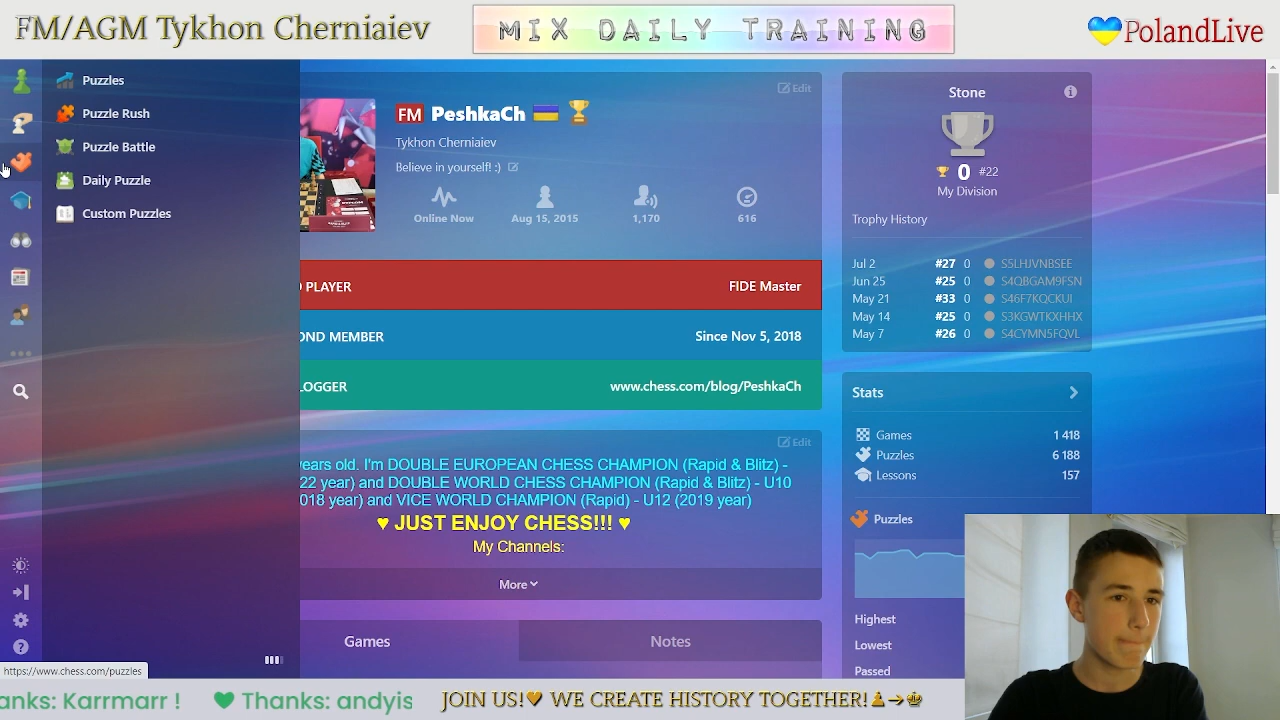 FM/AGM Tykhon Cherniaiev
MIX DAILY TRAINING
PolandLive
Puzzles
Puzzle Rush
Puzzle Battle
Daily Puzzle
Custom Puzzles
Edit
FM PeshkaCh
Tykhon Cherniaiev
Believe in yourself! :)
Online Now
Aug 15, 2015
1,170
616
PLAYER
FIDE Master
OND MEMBER
Since Nov 5, 2018
LOGGER
www.chess.com/blog/PeshkaCh
Edit
years old. I'm DOUBLE EUROPEAN CHESS CHAMPION (Rapid & Blitz) -
22 year) and DOUBLE WORLD CHESS CHAMPION (Rapid & Blitz) - U10
018 year) and VICE WORLD CHAMPION (Rapid) - U12 (2019 year)
♥ JUST ENJOY CHESS!!! ♥
My Channels:
More
Games
Notes
Stone
0 #22
My Division
Trophy History
Jul 2 #27 0 S5LHJVNBSEE
Jun 25 #25 0 S4QBGAM9FSN
May 21 #33 0 S46F7KQCKUI
May 14 #25 0 S3KGWTKXHHX
May 7 #26 0 S4CYMN5FQVL
Stats
Games 1 418
Puzzles 6 188
Lessons 157
Puzzles
Highest
Lowest
Passed
https://www.chess.com/puzzles
anks: Karrmarr !
Thanks: andyis
JOIN US!♥ WE CREATE HISTORY TOGETHER!♟→♚